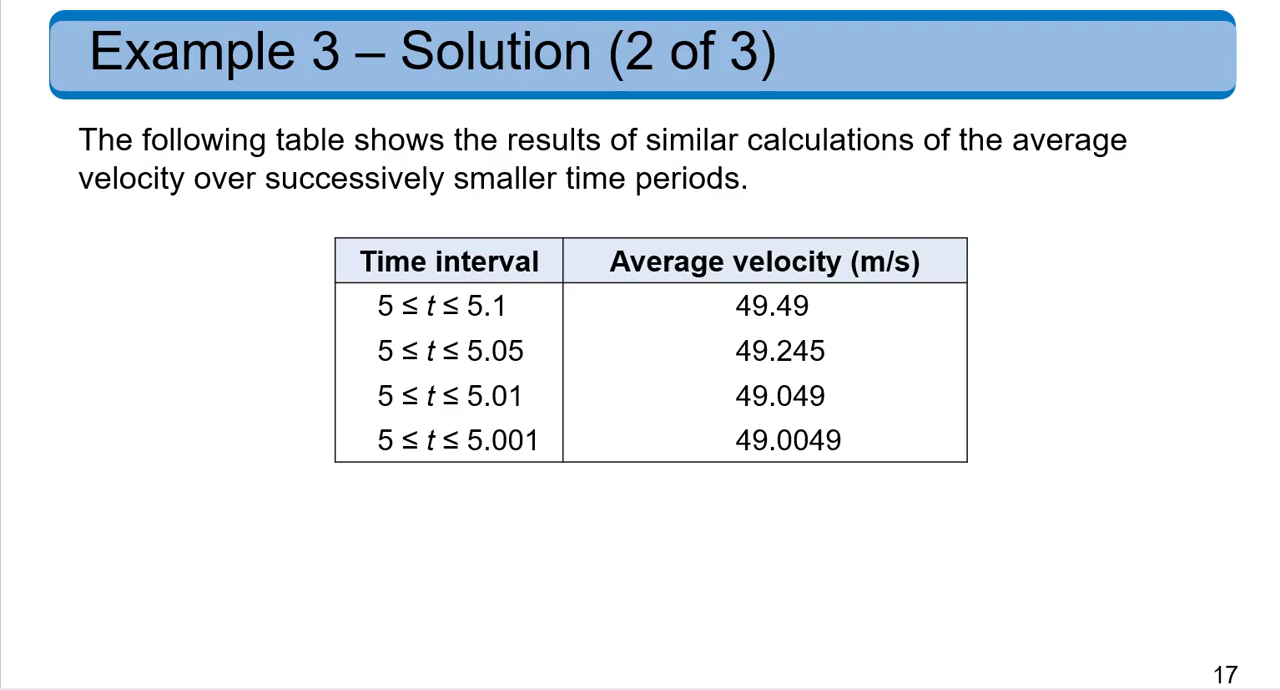 Example 3 – Solution (2 of 3)
The following table shows the results of similar calculations of the average
velocity over successively smaller time periods.
Time interval Average velocity (m/s)
5 ≤ t ≤ 5.1 49.49
5 ≤ t ≤ 5.05 49.245
5 ≤ t ≤ 5.01 49.049
5 ≤ t ≤ 5.001 49.0049
17